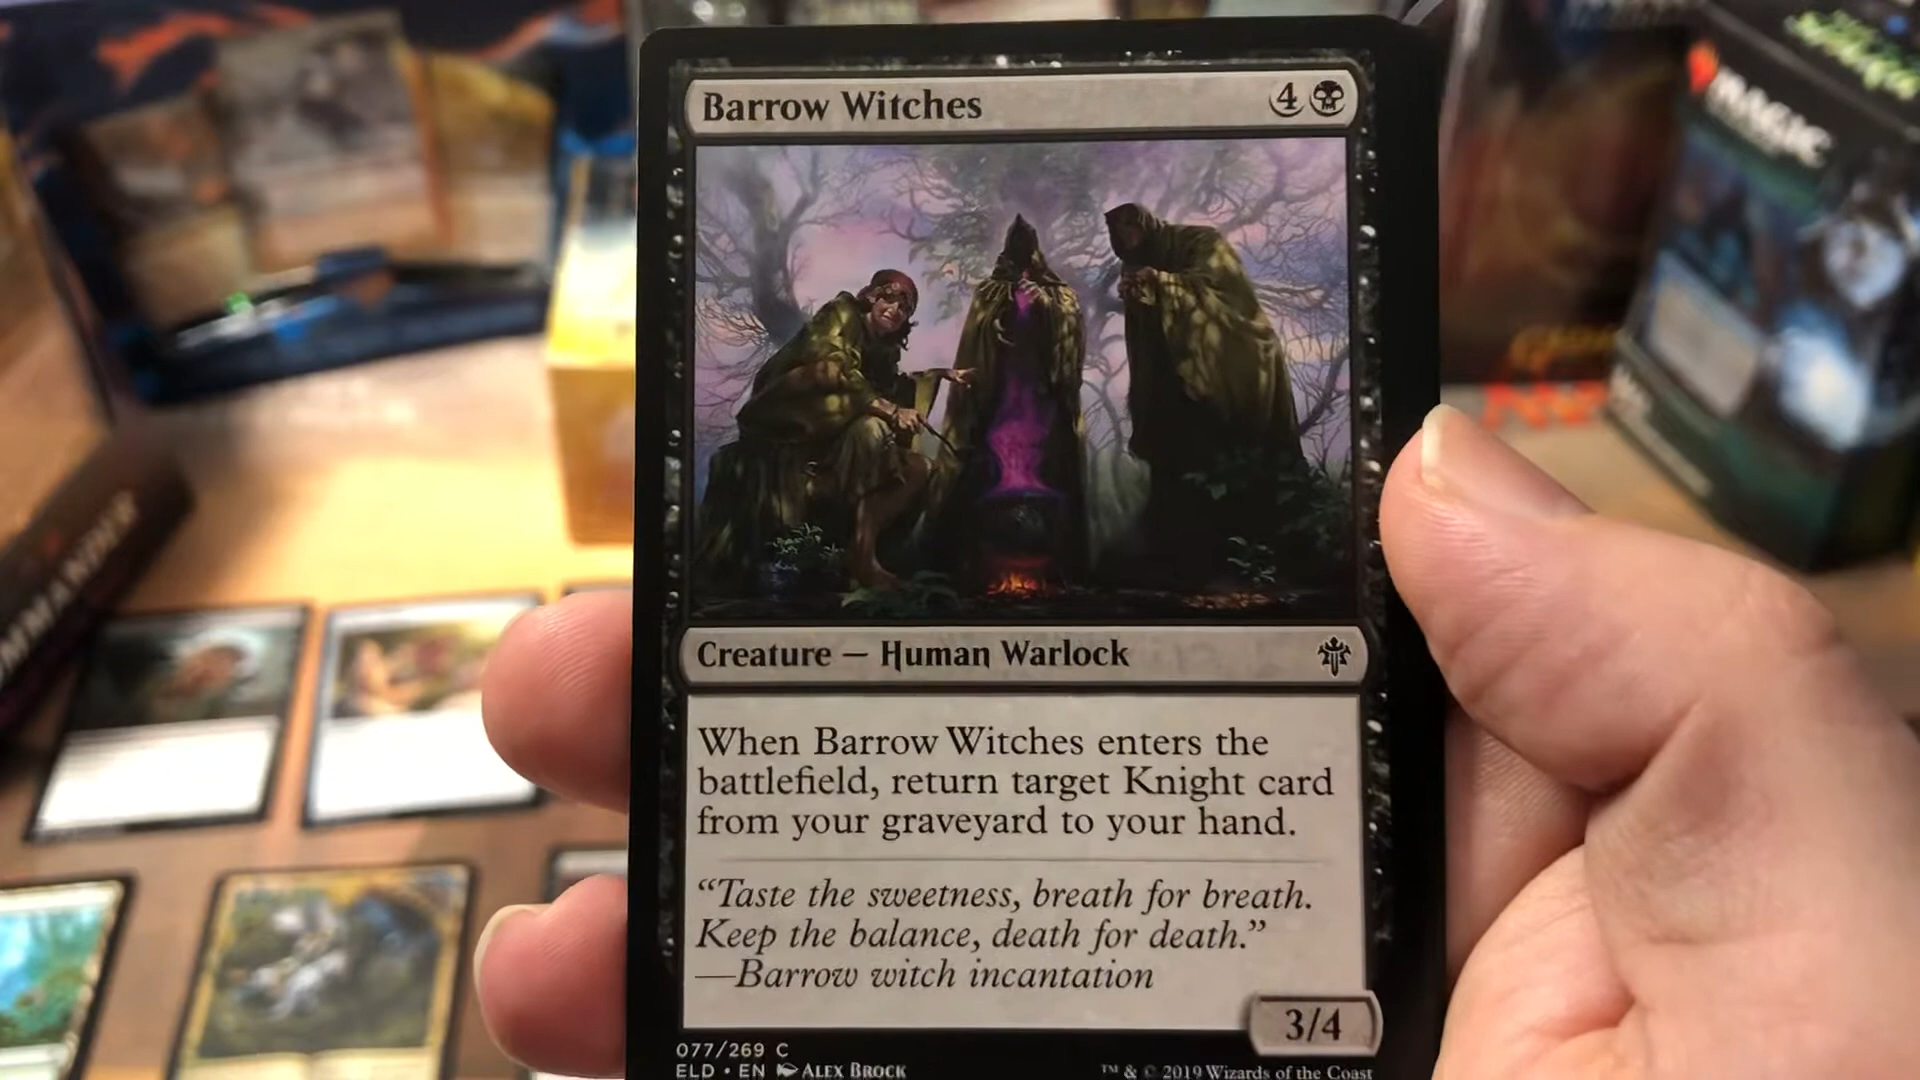 Barrow Witches 4
Creature — Human Warlock
When Barrow Witches enters the
battlefield, return target Knight card
from your graveyard to your hand.
“Taste the sweetness, breath for breath.
Keep the balance, death for death.”
—Barrow witch incantation
3/4
077/269 C
ELD • EN ALEX BROCK
™ & © 2019 Wizards of the Coast
MAGIC